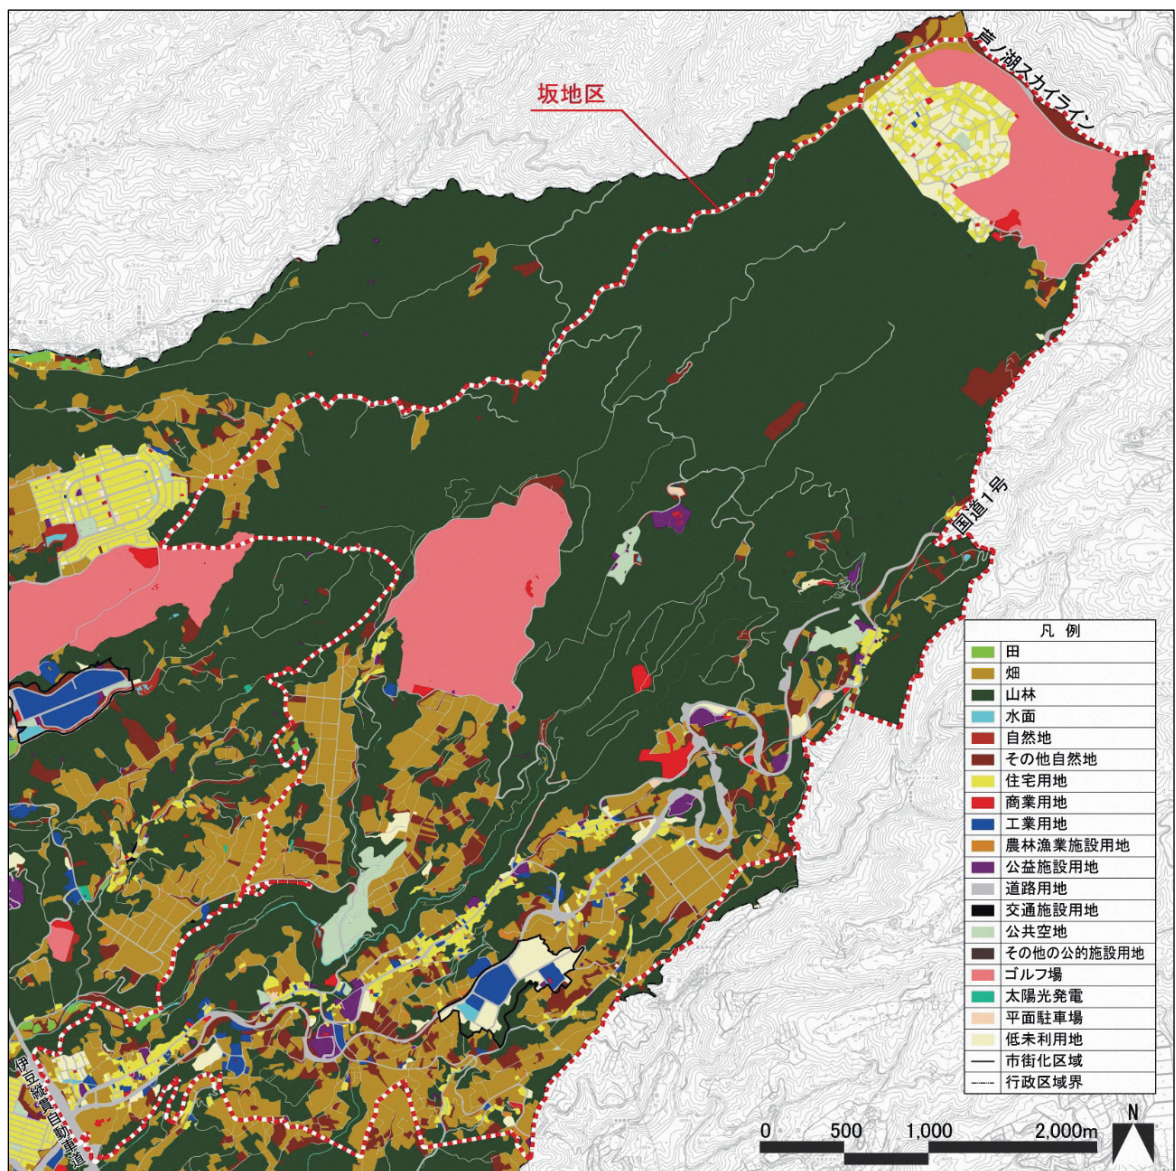 芦ノ湖スカイライン
坂地区
国道1号
伊豆縦貫自動車道
凡 例
田
畑
山林
水面
自然地
その他自然地
住宅用地
商業用地
工業用地
農林漁業施設用地
公益施設用地
道路用地
交通施設用地
公共空地
その他の公的施設用地
ゴルフ場
太陽光発電
平面駐車場
低未利用地
市街化区域
行政区域界
0 500 1,000 2,000m
N